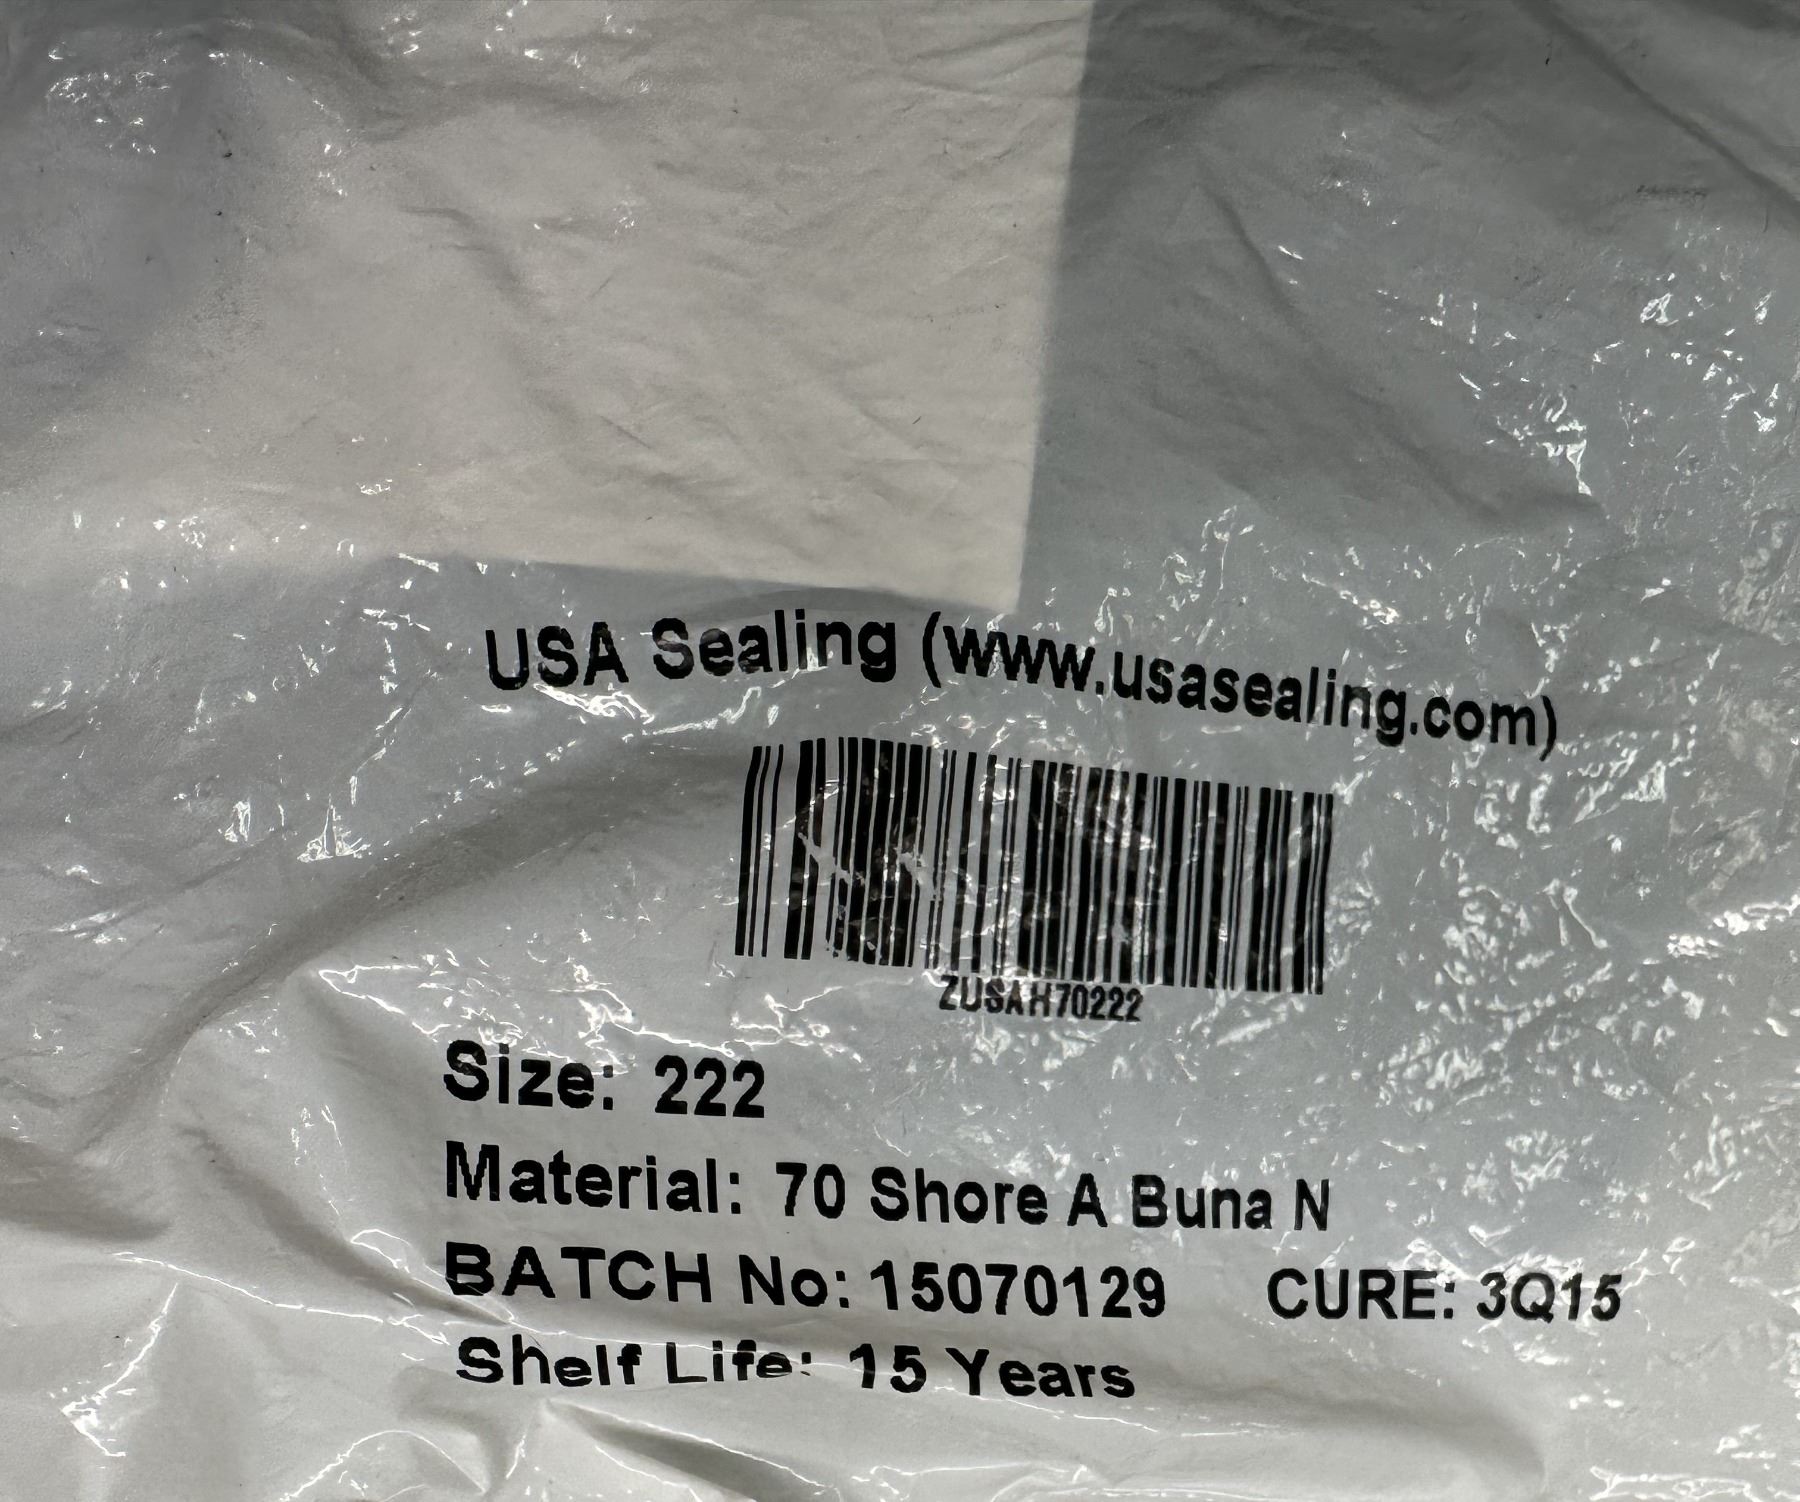 USA Sealing (www.usasealing.com)
ZUSAH70222
Size: 222
Material: 70 Shore A Buna N
BATCH No: 15070129 CURE: 3Q15
Shelf Life: 15 Years